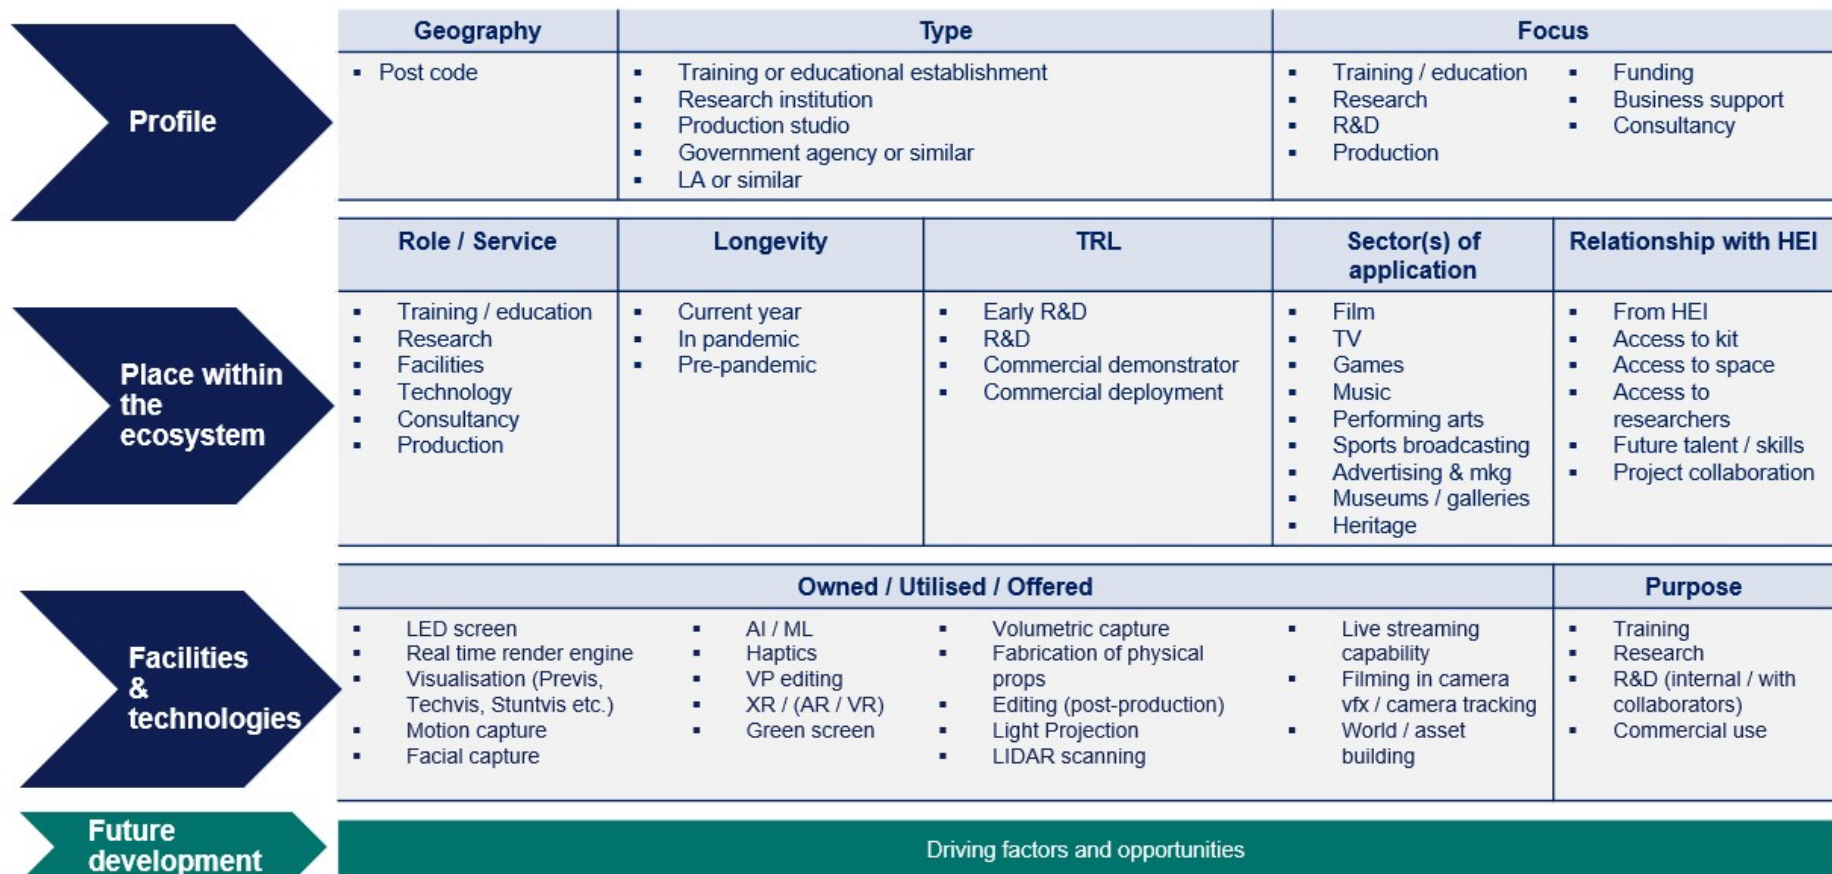 Profile
Geography
Type
Focus
▪ Post code
▪ Training or educational establishment
▪ Research institution
▪ Production studio
▪ Government agency or similar
▪ LA or similar
▪ Training / education
▪ Research
▪ R&D
▪ Production
▪ Funding
▪ Business support
▪ Consultancy
Place within
the
ecosystem
Role / Service
Longevity
TRL
Sector(s) of
application
Relationship with HEI
▪ Training / education
▪ Research
▪ Facilities
▪ Technology
▪ Consultancy
▪ Production
▪ Current year
▪ In pandemic
▪ Pre-pandemic
▪ Early R&D
▪ R&D
▪ Commercial demonstrator
▪ Commercial deployment
▪ Film
▪ TV
▪ Games
▪ Music
▪ Performing arts
▪ Sports broadcasting
▪ Advertising & mkg
▪ Museums / galleries
▪ Heritage
▪ From HEI
▪ Access to kit
▪ Access to space
▪ Access to
researchers
▪ Future talent / skills
▪ Project collaboration
Facilities
&
technologies
Owned / Utilised / Offered
Purpose
▪ LED screen
▪ Real time render engine
▪ Visualisation (Previs,
Techvis, Stuntvis etc.)
▪ Motion capture
▪ Facial capture
▪ AI / ML
▪ Haptics
▪ VP editing
▪ XR / (AR / VR)
▪ Green screen
▪ Volumetric capture
▪ Fabrication of physical
props
▪ Editing (post-production)
▪ Light Projection
▪ LIDAR scanning
▪ Live streaming
capability
▪ Filming in camera
vfx / camera tracking
▪ World / asset
building
▪ Training
▪ Research
▪ R&D (internal / with
collaborators)
▪ Commercial use
Future
development
Driving factors and opportunities